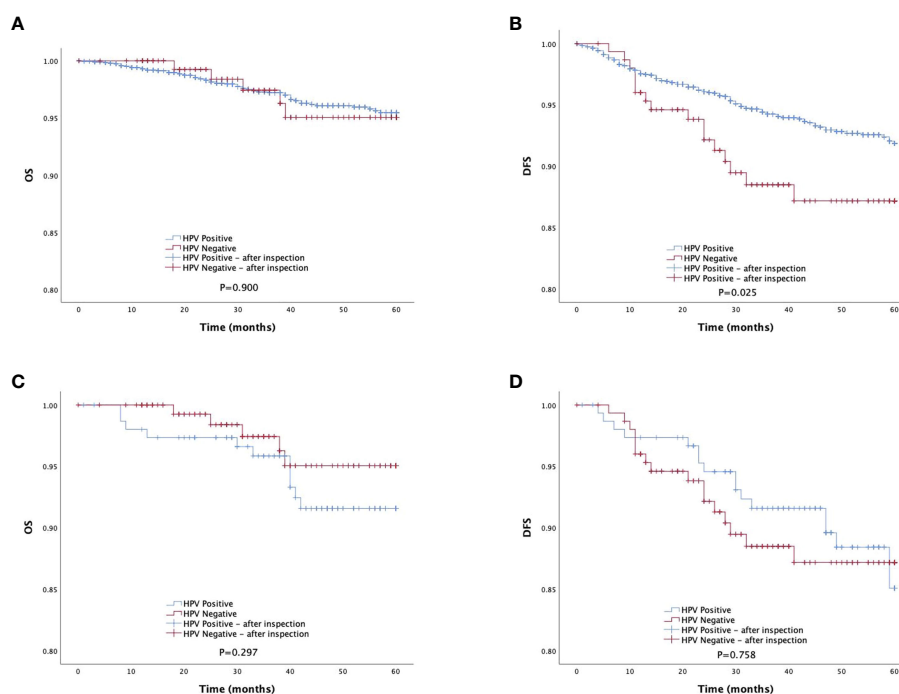 A
1.00
0.95
0.90
0.85
0.80
OS
HPV Positive
HPV Negative
HPV Positive – after inspection
HPV Negative – after inspection
P=0.900
0 10 20 30 40 50 60
Time (months)
B
1.00
0.95
0.90
0.85
0.80
DFS
HPV Positive
HPV Negative
HPV Positive – after inspection
HPV Positive – after inspection
P=0.025
0 10 20 30 40 50 60
Time (months)
C
1.00
0.95
0.90
0.85
0.80
OS
HPV Positive
HPV Negative
HPV Positive – after inspection
HPV Negative – after inspection
P=0.297
0 10 20 30 40 50 60
Time (months)
D
1.00
0.95
0.90
0.85
0.80
DFS
HPV Positive
HPV Negative
HPV Positive – after inspection
HPV Negative – after inspection
P=0.758
0 10 20 30 40 50 60
Time (months)